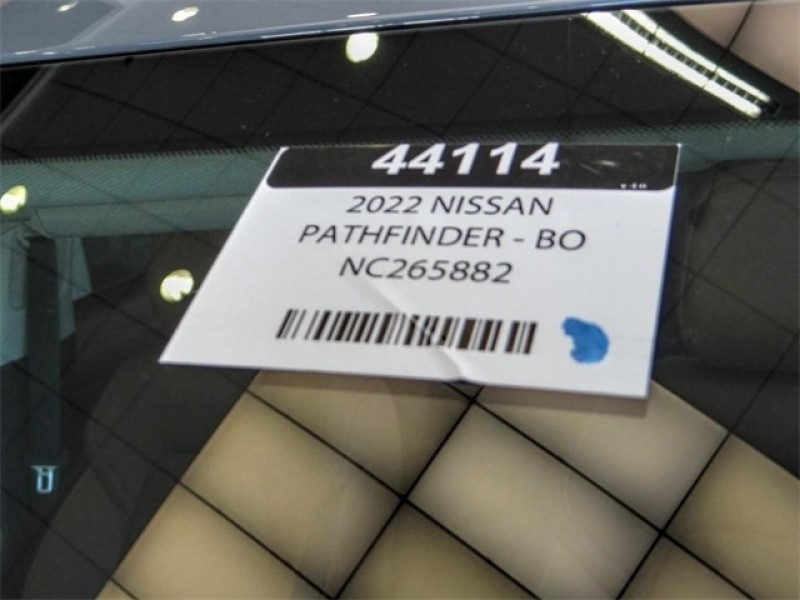 44114
2022 NISSAN
PATHFINDER - BO
NC265882